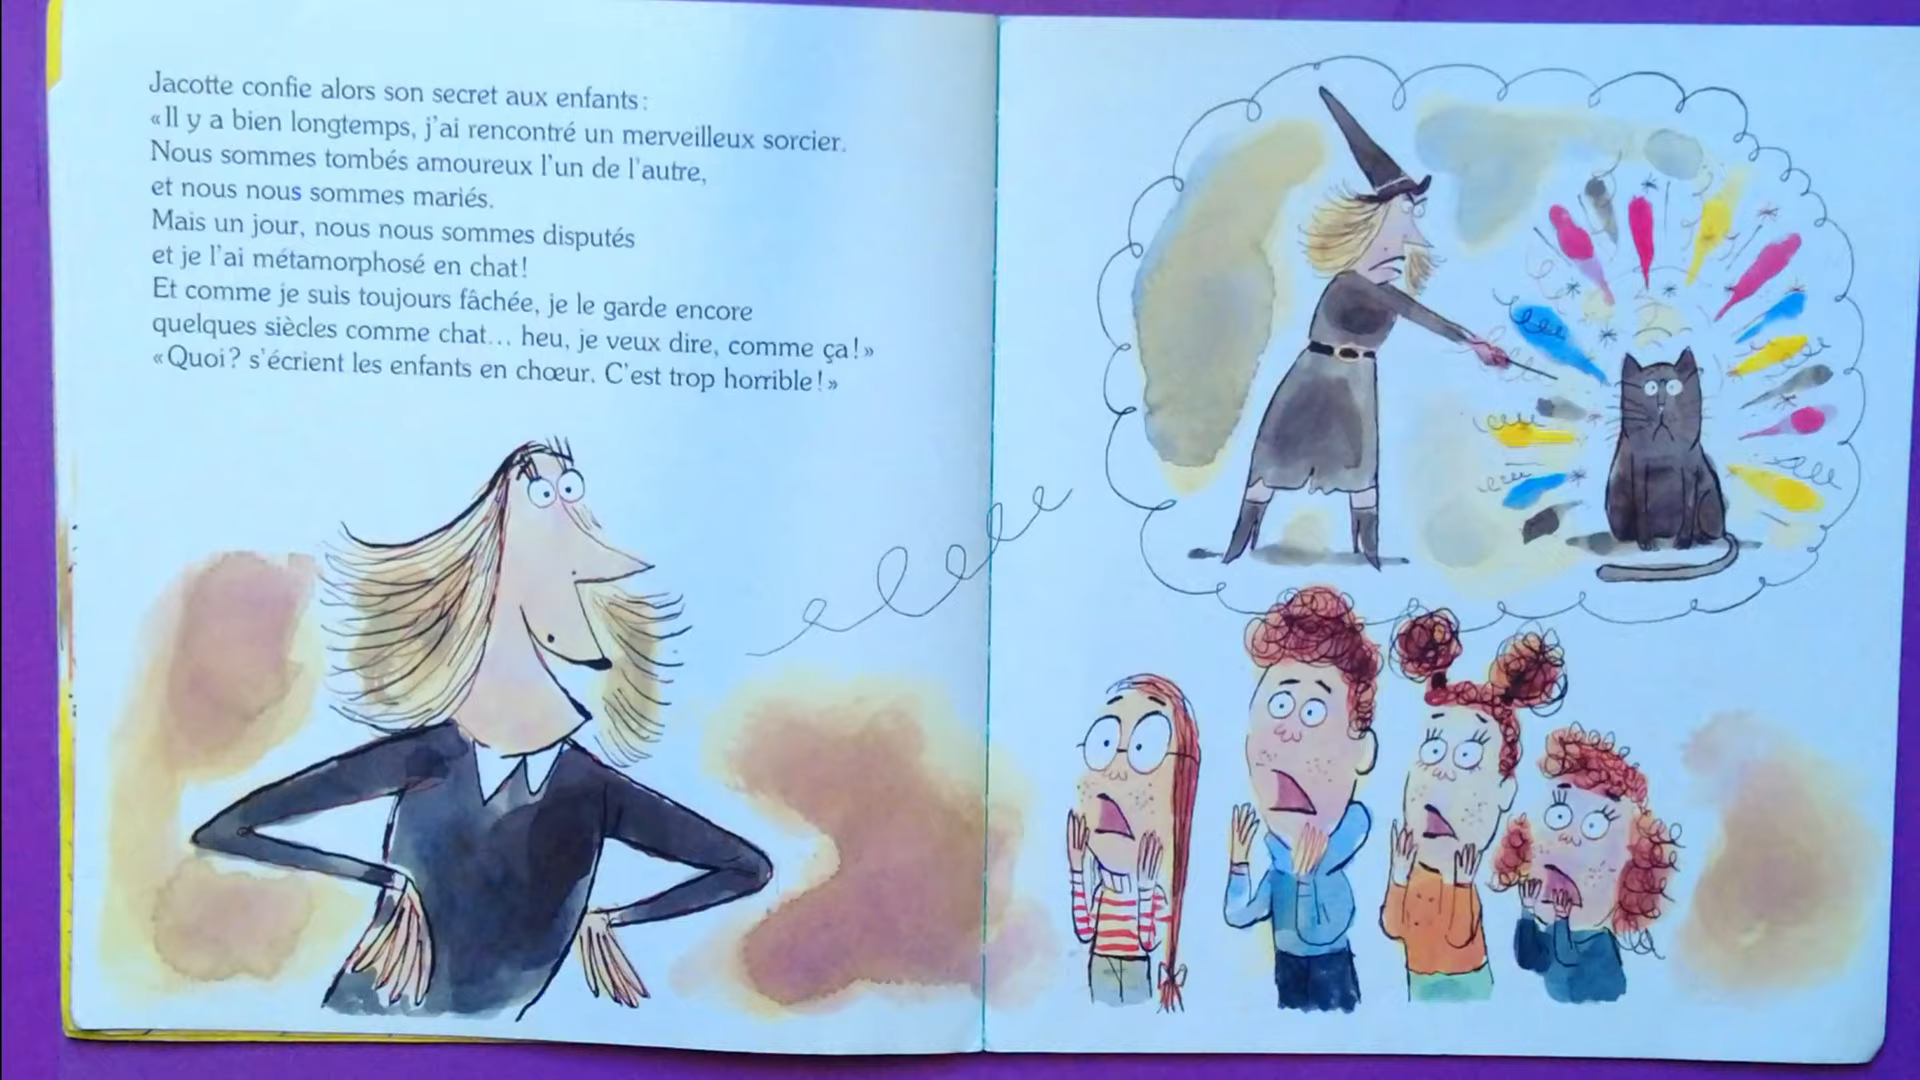 Jacotte confie alors son secret aux enfants :
«Il y a bien longtemps, j'ai rencontré un merveilleux sorcier.
Nous sommes tombés amoureux l'un de l'autre,
et nous nous sommes mariés.
Mais un jour, nous nous sommes disputés
et je l'ai métamorphosé en chat !
Et comme je suis toujours fâchée, je le garde encore
quelques siècles comme chat... heu, je veux dire, comme ça !»
«Quoi ? s'écrient les enfants en chœur. C'est trop horrible !»